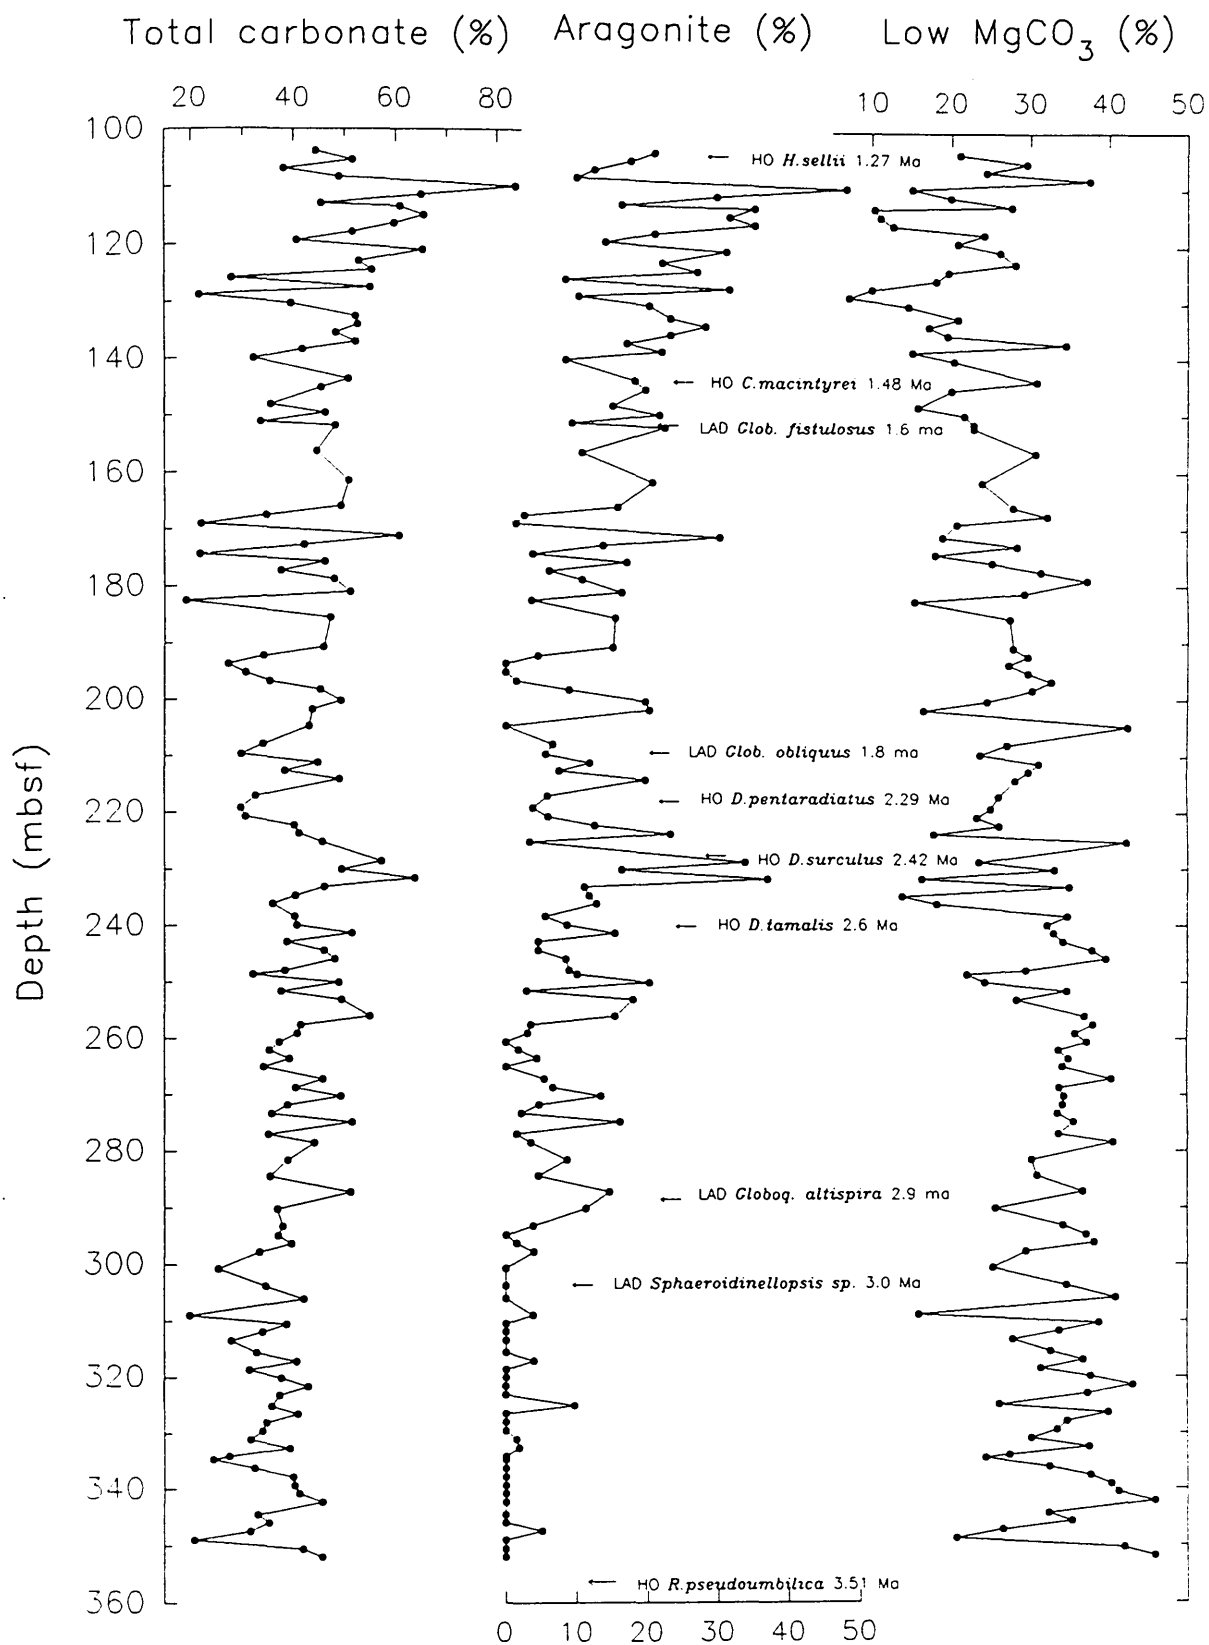 Total carbonate (%) Aragonite (%) Low MgCO3 (%)
20 40 60 80 10 20 30 40 50
100
HO H.sellii 1.27 Ma
120
140
HO C.macintyrei 1.48 Ma
LAD Glob. fistulosus 1.6 ma
160
180
200
LAD Glob. obliquus 1.8 ma
HO D.pentaradiatus 2.29 Ma
220
HO D.surculus 2.42 Ma
240
HO D.tamalis 2.6 Ma
Depth (mbsf)
260
280
LAD Globoq. altispira 2.9 ma
300
LAD Sphaeroidinellopsis sp. 3.0 Ma
320
340
HO R.pseudoumbilica 3.51 Ma
360
0 10 20 30 40 50